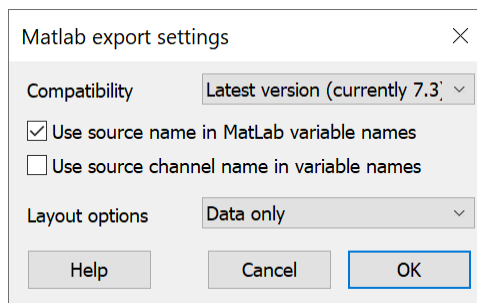 Matlab export settings
Compatibility Latest version (currently 7.3)
Use source name in MatLab variable names
Use source channel name in variable names
Layout options Data only
Help Cancel OK